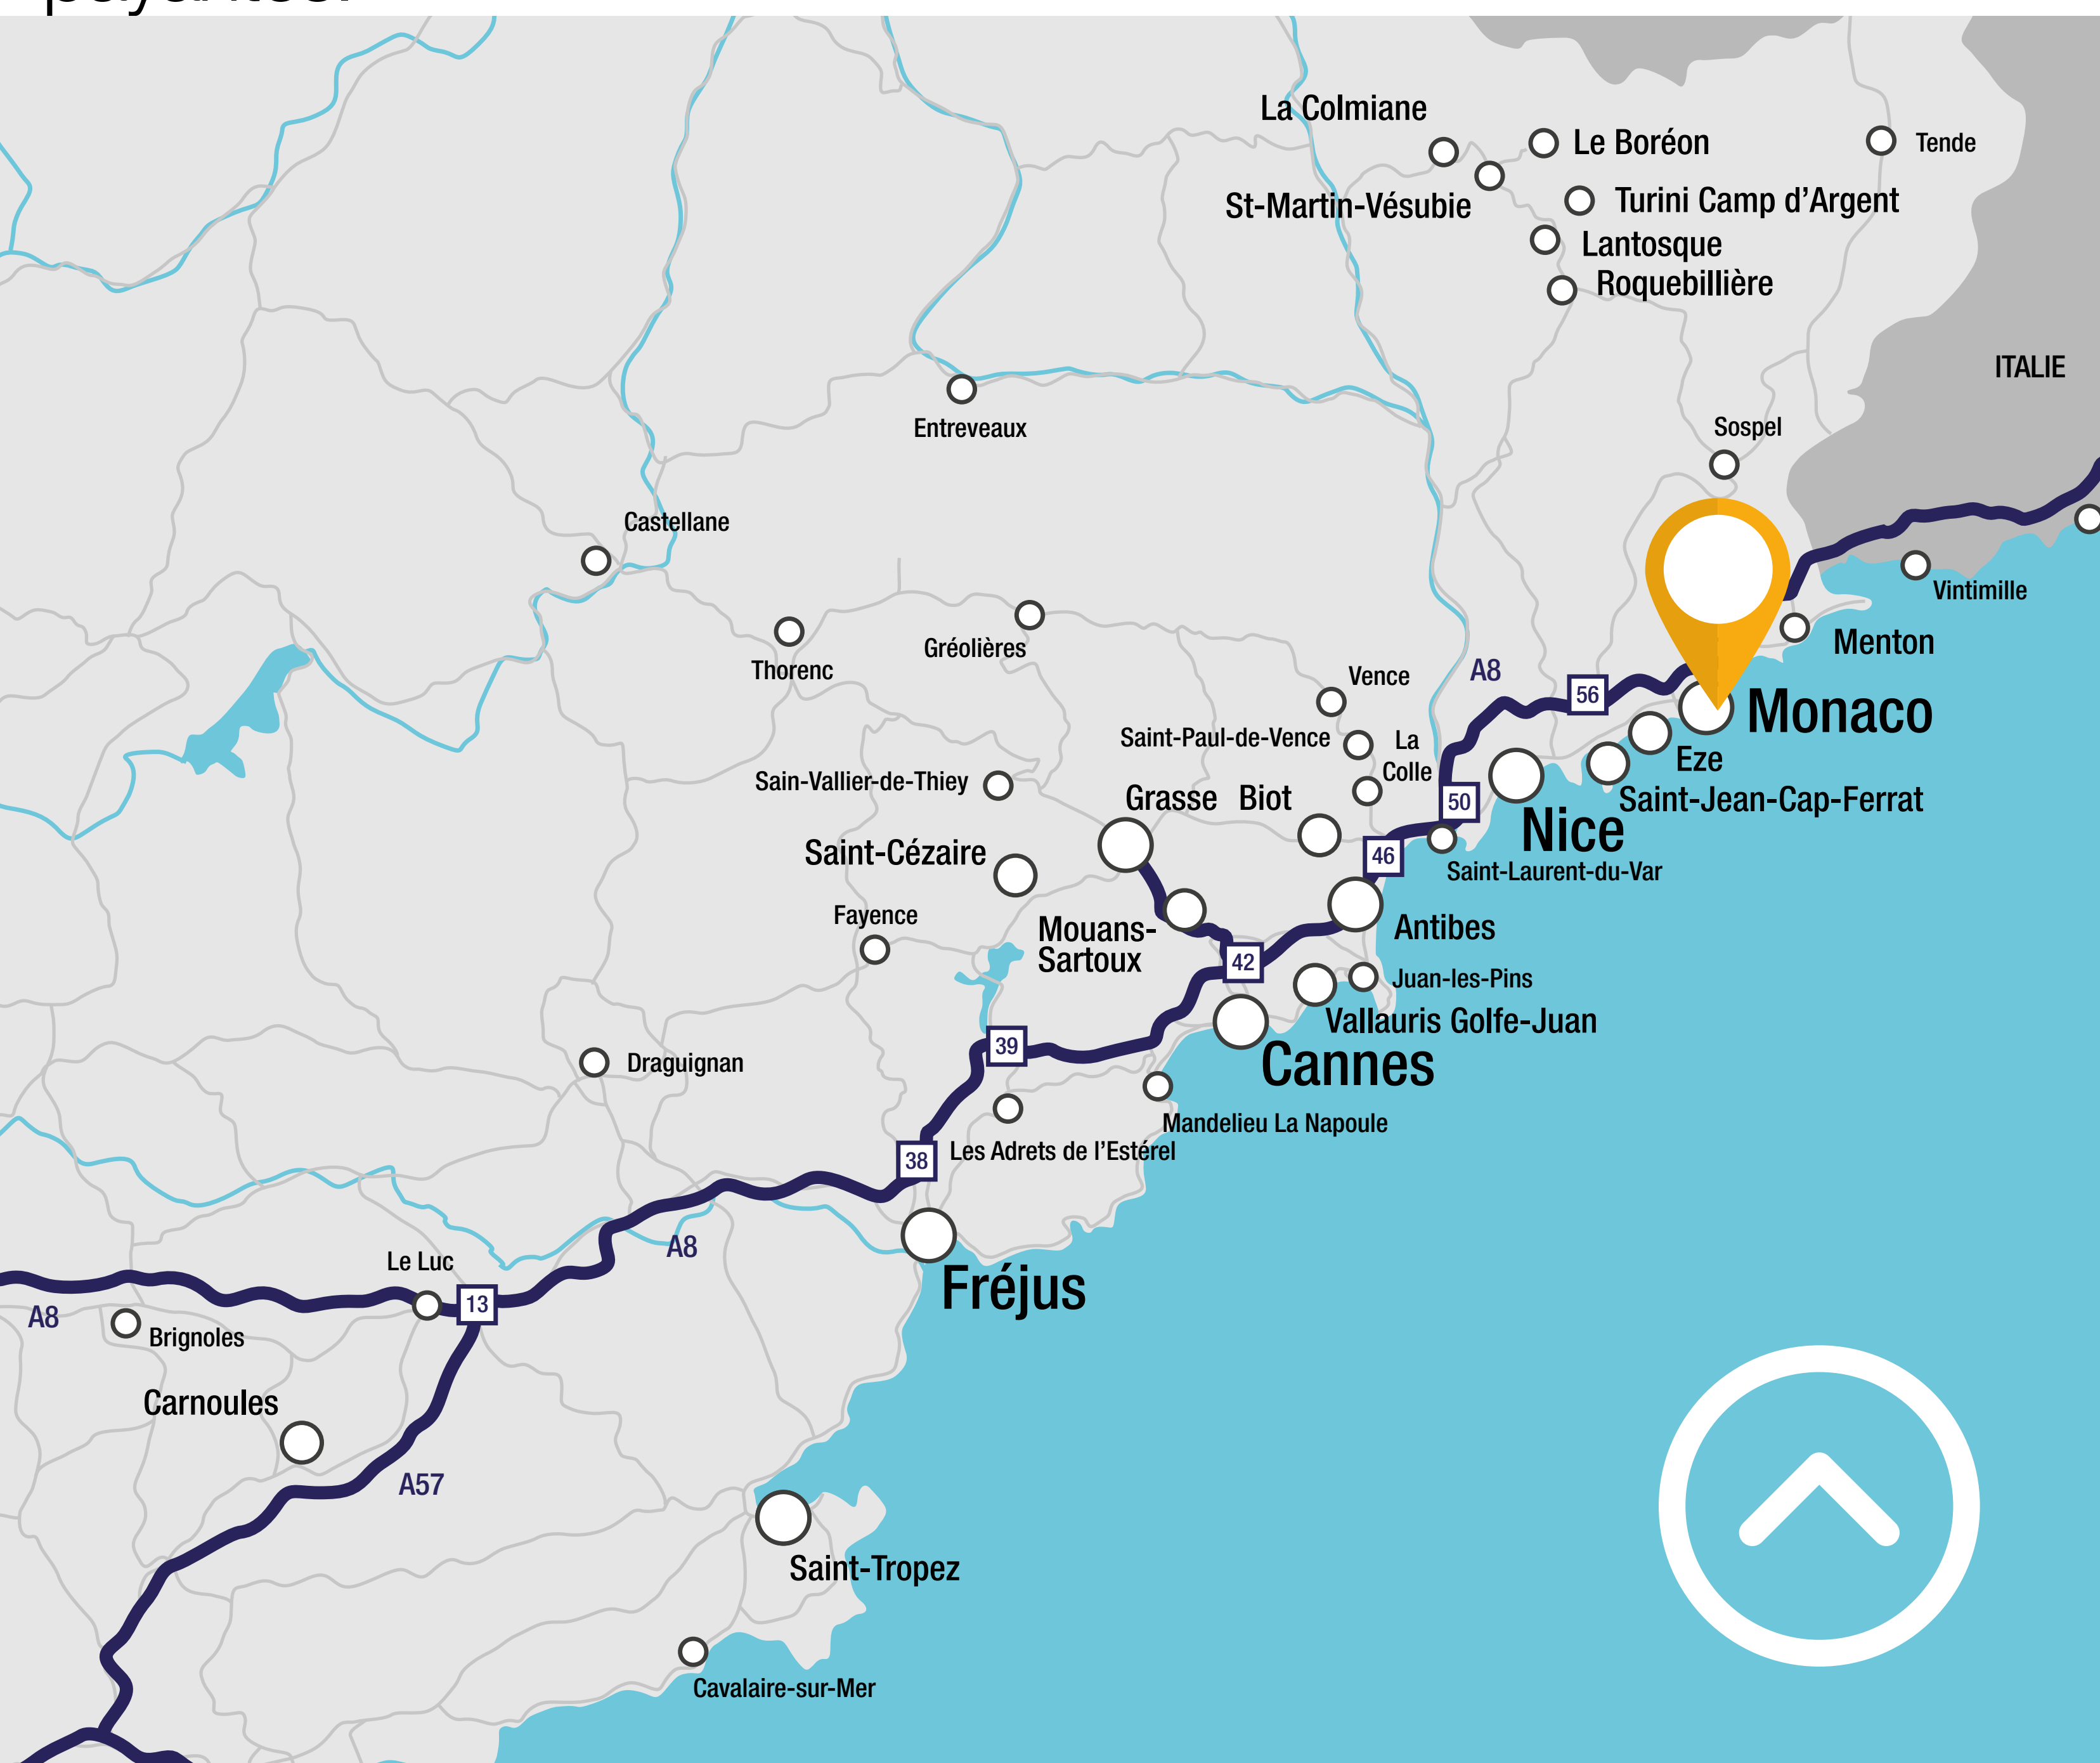 La Colmiane
Le Boréon
Tende
St-Martin-Vésubie
Turini Camp d'Argent
Lantosque
Roquebillière
ITALIE
Entreveaux
Sospel
Castellane
Vintimille
Thorenc
Gréolières
Menton
Vence
A8
56
Monaco
Saint-Paul-de-Vence
La
Colle
Eze
Sain-Vallier-de-Thiey
Grasse
Biot
50
Saint-Jean-Cap-Ferrat
Nice
Saint-Cézaire
46
Saint-Laurent-du-Var
Fayence
Mouans-
Sartoux
Antibes
42
Juan-les-Pins
Vallauris Golfe-Juan
39
Cannes
Draguignan
Mandelieu La Napoule
38
Les Adrets de l'Estérel
A8
Le Luc
Fréjus
13
A8
Brignoles
Carnoules
A57
Saint-Tropez
Cavalaire-sur-Mer